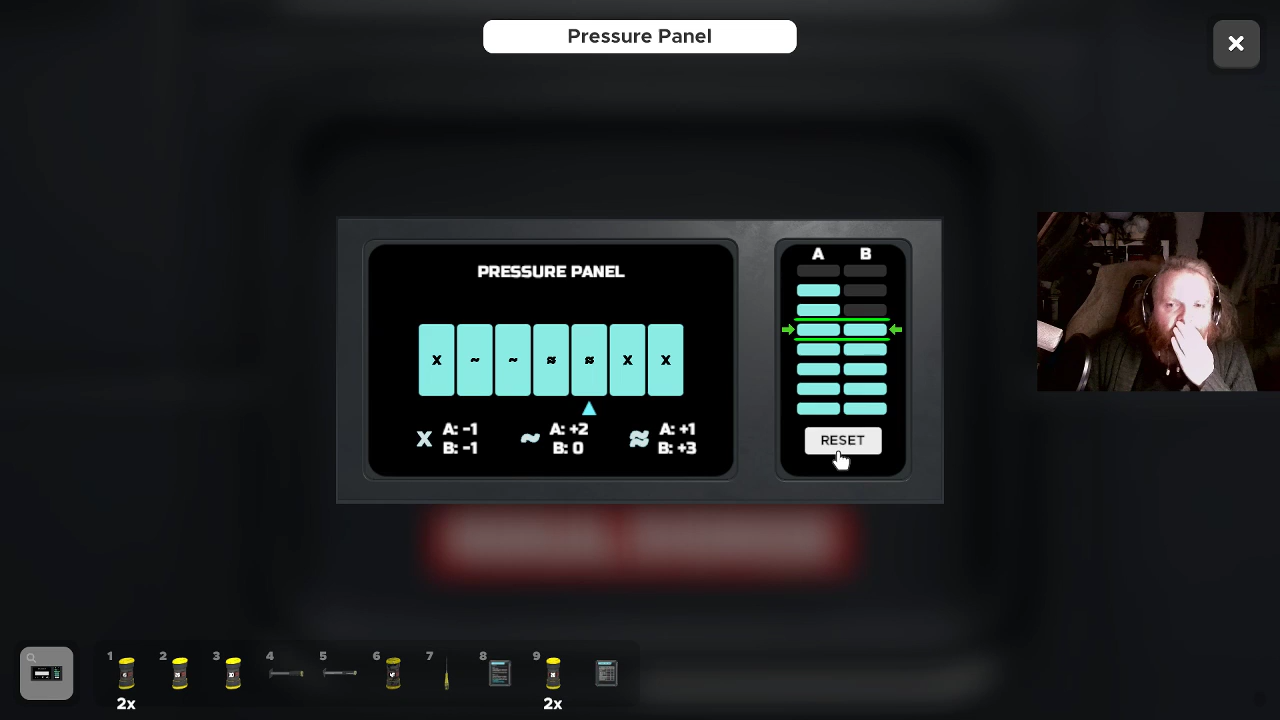 Pressure Panel
PRESSURE PANEL
A B
x ~ ~ ≈ ≈ x x
X A: -1 B: -1
~ A: +2 B: 0
≈ A: +1 B: +3
RESET
1 2 3 4 5 6 7 8 9
2x 2x